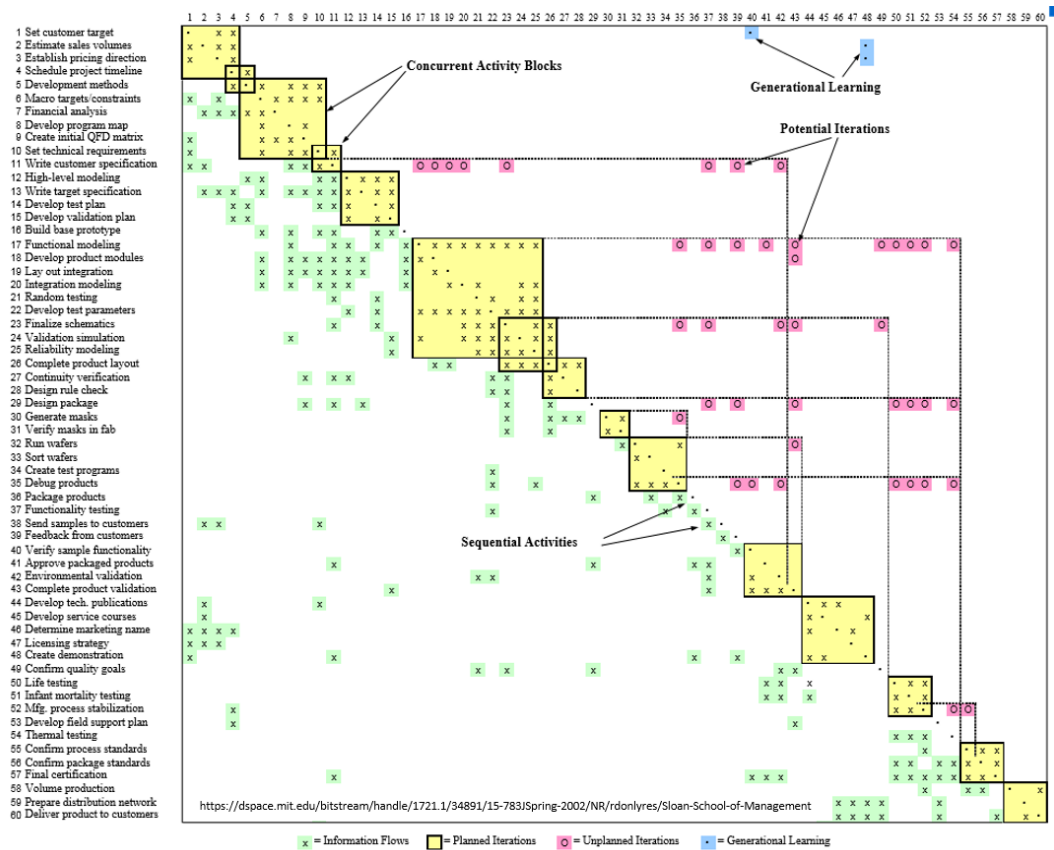 1 2 3 4 5 6 7 8 9 10 11 12 13 14 15 16 17 18 19 20 21 22 23 24 25 26 27 28 29 30 31 32 33 34 35 36 37 38 39 40 41 42 43 44 45 46 47 48 49 50 51 52 53 54 55 56 57 58 59 60
1 Set customer target
2 Estimate sales volumes
3 Establish pricing direction
4 Schedule project timeline
5 Development methods
6 Macro targets/constraints
7 Financial analysis
8 Develop program map
9 Create initial QFD matrix
10 Set technical requirements
11 Write customer specification
12 High-level modeling
13 Write target specification
14 Develop test plan
15 Develop validation plan
16 Build base prototype
17 Functional modeling
18 Develop product modules
19 Lay out integration
20 Integration modeling
21 Random testing
22 Develop test parameters
23 Finalize schematics
24 Validation simulation
25 Reliability modeling
26 Complete product layout
27 Continuity verification
28 Design rule check
29 Design package
30 Generate masks
31 Verify masks in fab
32 Run wafers
33 Sort wafers
34 Create test programs
35 Debug products
36 Package products
37 Functionality testing
38 Send samples to customers
39 Feedback from customers
40 Verify sample functionality
41 Approve packaged products
42 Environmental validation
43 Complete product validation
44 Develop tech. publications
45 Develop service courses
46 Determine marketing name
47 Licensing strategy
48 Create demonstration
49 Confirm quality goals
50 Life testing
51 Infant mortality testing
52 Mfg. process stabilization
53 Develop field support plan
54 Thermal testing
55 Confirm process standards
56 Confirm package standards
57 Final certification
58 Volume production
59 Prepare distribution network
60 Deliver product to customers
Concurrent Activity Blocks
Generational Learning
Potential Iterations
Sequential Activities
https://dspace.mit.edu/bitstream/handle/1721.1/34891/15-783JSpring-2002/NR/rdonlyres/Sloan-School-of-Management
x = Information Flows
= Planned Iterations
O = Unplanned Iterations
• = Generational Learning